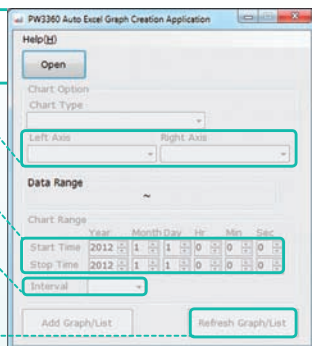 PW3360 Auto Excel Graph Creation Application
Help(H)
Open
Chart Option
Chart Type
Left Axis Right Axis
Data Range
~
Chart Range
Year Month Day Hr Min Sec
Start Time 2012 1 1 0 0 0
Stop Time 2012 1 1 0 0 0
Interval
Add Graph/List Refresh Graph/List